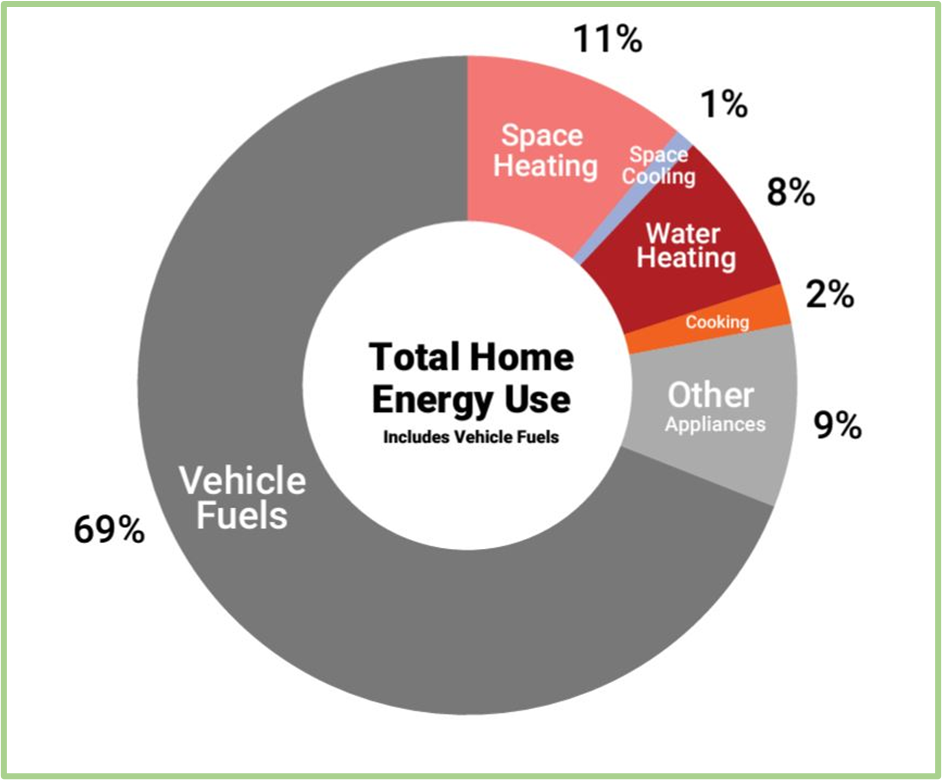 11%
Space
Heating
1%
Space
Cooling
8%
Water
Heating
2%
Cooking
Other
Appliances
9%
Total Home
Energy Use
Includes Vehicle Fuels
Vehicle
Fuels
69%